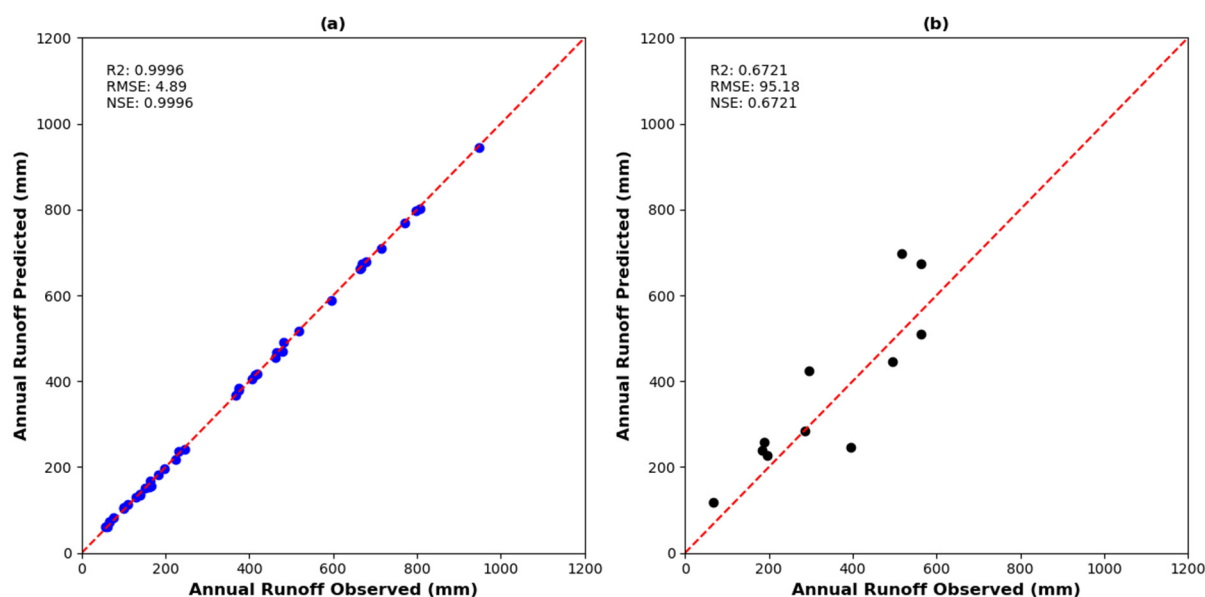 (a)
R2: 0.9996
RMSE: 4.89
NSE: 0.9996
1200
1000
800
600
400
200
0
Annual Runoff Predicted (mm)
0 200 400 600 800 1000 1200
Annual Runoff Observed (mm)
(b)
R2: 0.6721
RMSE: 95.18
NSE: 0.6721
1200
1000
800
600
400
200
0
Annual Runoff Predicted (mm)
0 200 400 600 800 1000 1200
Annual Runoff Observed (mm)